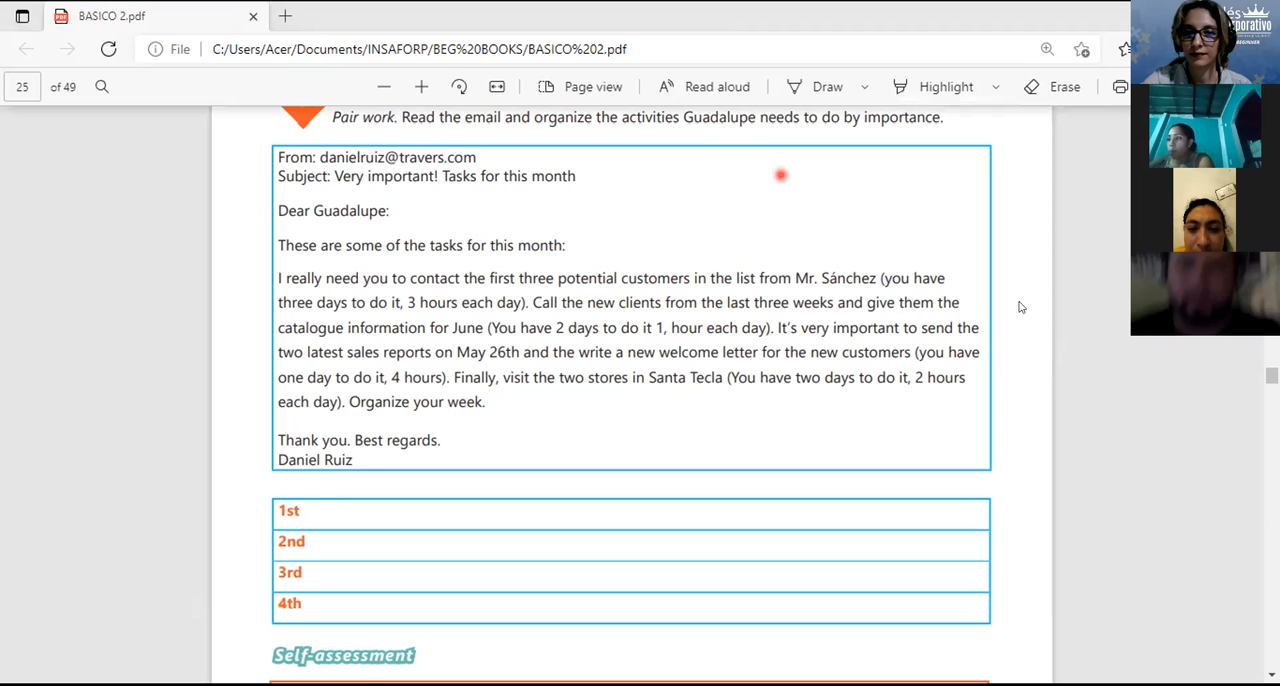 BASICO 2.pdf
File
C:/Users/Acer/Documents/INSAFORP/BEG%20BOOKS/BASICO%202.pdf
25 of 49
Page view
Read aloud
Draw
Highlight
Erase
Pair work. Read the email and organize the activities Guadalupe needs to do by importance.
From: danielruiz@travers.com
Subject: Very important! Tasks for this month
Dear Guadalupe:
These are some of the tasks for this month:
I really need you to contact the first three potential customers in the list from Mr. Sánchez (you have
three days to do it, 3 hours each day). Call the new clients from the last three weeks and give them the
catalogue information for June (You have 2 days to do it 1, hour each day). It’s very important to send the
two latest sales reports on May 26th and the write a new welcome letter for the new customers (you have
one day to do it, 4 hours). Finally, visit the two stores in Santa Tecla (You have two days to do it, 2 hours
each day). Organize your week.
Thank you. Best regards.
Daniel Ruiz
1st
2nd
3rd
4th
Self-assessment